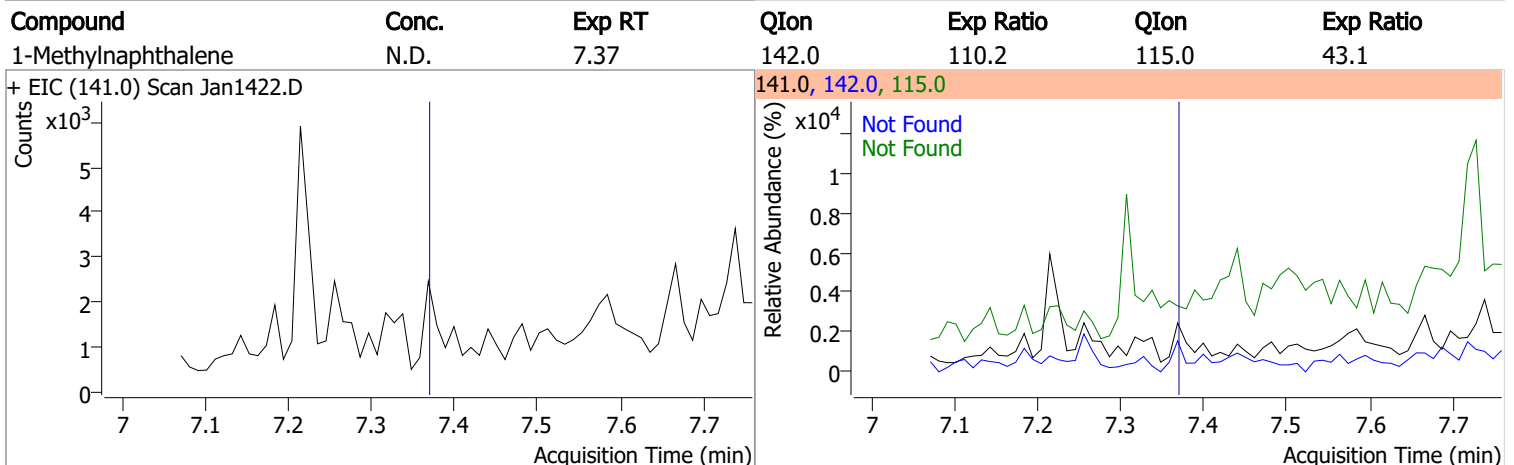 Compound Conc. Exp RT QIon Exp Ratio QIon Exp Ratio
1-Methylnaphthalene N.D. 7.37 142.0 110.2 115.0 43.1
+ EIC (141.0) Scan Jan1422.D
Counts
x10³
5
4
3
2
1
0
7 7.1 7.2 7.3 7.4 7.5 7.6 7.7
Acquisition Time (min)
141.0, 142.0, 115.0
Relative Abundance (%)
x10⁴
Not Found
Not Found
1
0.8
0.6
0.4
0.2
0
7 7.1 7.2 7.3 7.4 7.5 7.6 7.7
Acquisition Time (min)